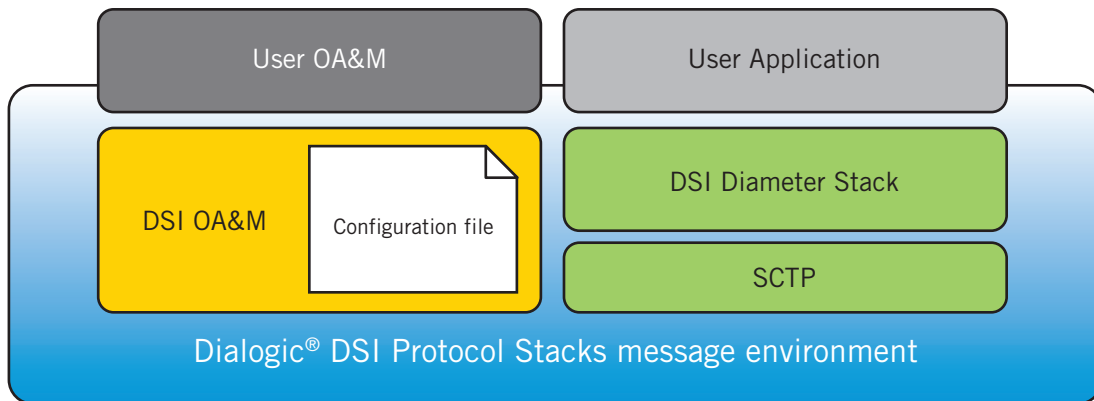 User OA&M
User Application
DSI OA&M
Configuration file
DSI Diameter Stack
SCTP
Dialogic® DSI Protocol Stacks message environment